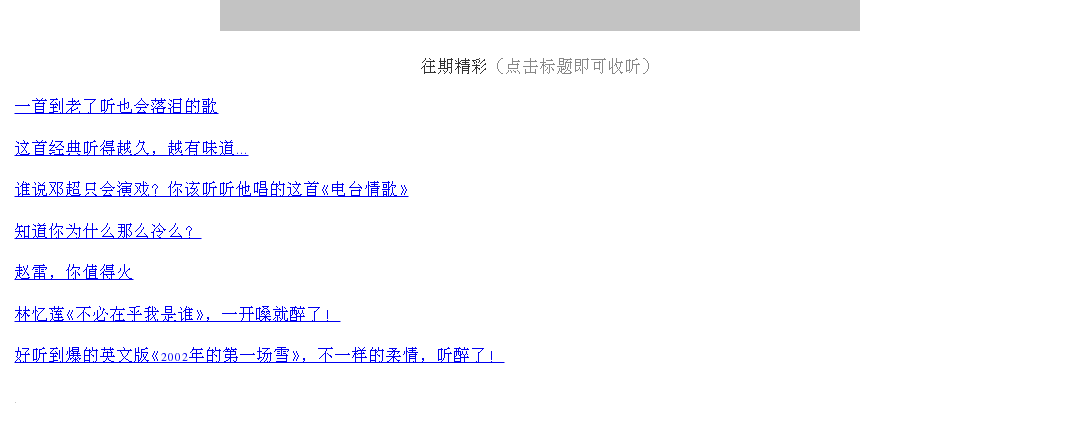 往期精彩（点击标题即可收听）
一首到老了听也会落泪的歌
这首经典听得越久，越有味道...
谁说邓超只会演戏？你该听听他唱的这首《电台情歌》
知道你为什么那么冷么？
赵雷，你值得火
林忆莲《不必在乎我是谁》，一开嗓就醉了！
好听到爆的英文版《2002年的第一场雪》，不一样的柔情，听醉了！